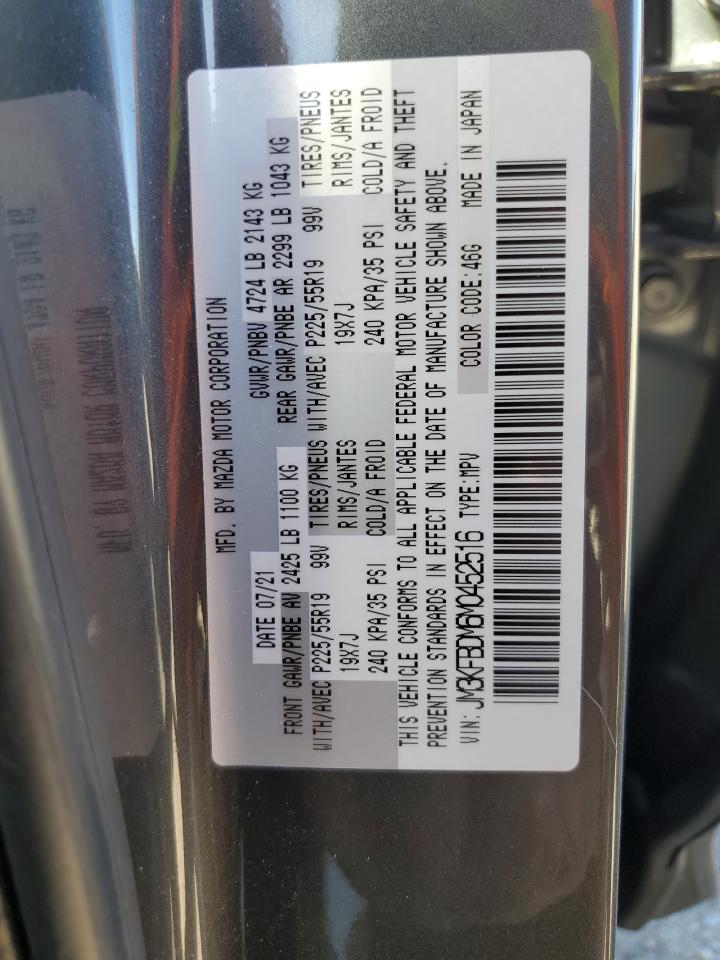 MFD. BY MAZDA MOTOR CORPORATION
DATE 07/21 GVWR/PNBV 4724 LB 2143 KG
FRONT GAWR/PNBE AV 2425 LB 1100 KG REAR GAWR/PNBE AR 2299 LB 1043 KG
WITH/AVEC P225/55R19 99V TIRES/PNEUS WITH/AVEC P225/55R19 99V TIRES/PNEUS
19X7J RIMS/JANTES 19X7J RIMS/JANTES
240 KPA/35 PSI COLD/A FROID 240 KPA/35 PSI COLD/A FROID
THIS VEHICLE CONFORMS TO ALL APPLICABLE FEDERAL MOTOR VEHICLE SAFETY AND THEFT
PREVENTION STANDARDS IN EFFECT ON THE DATE OF MANUFACTURE SHOWN ABOVE.
VIN: JM3KFBDM6M0452516 TYPE:MPV COLOR CODE:46G MADE IN JAPAN